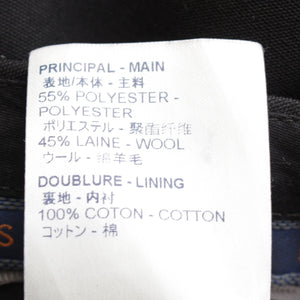 PRINCIPAL - MAIN
表地/本体 - 主料
55% POLYESTER -
POLYESTER
ポリエステル - 聚酯纤维
45% LAINE - WOOL
ウール - 绵羊毛
DOUBLURE - LINING
裏地 - 内衬
100% COTON - COTTON
コットン - 棉